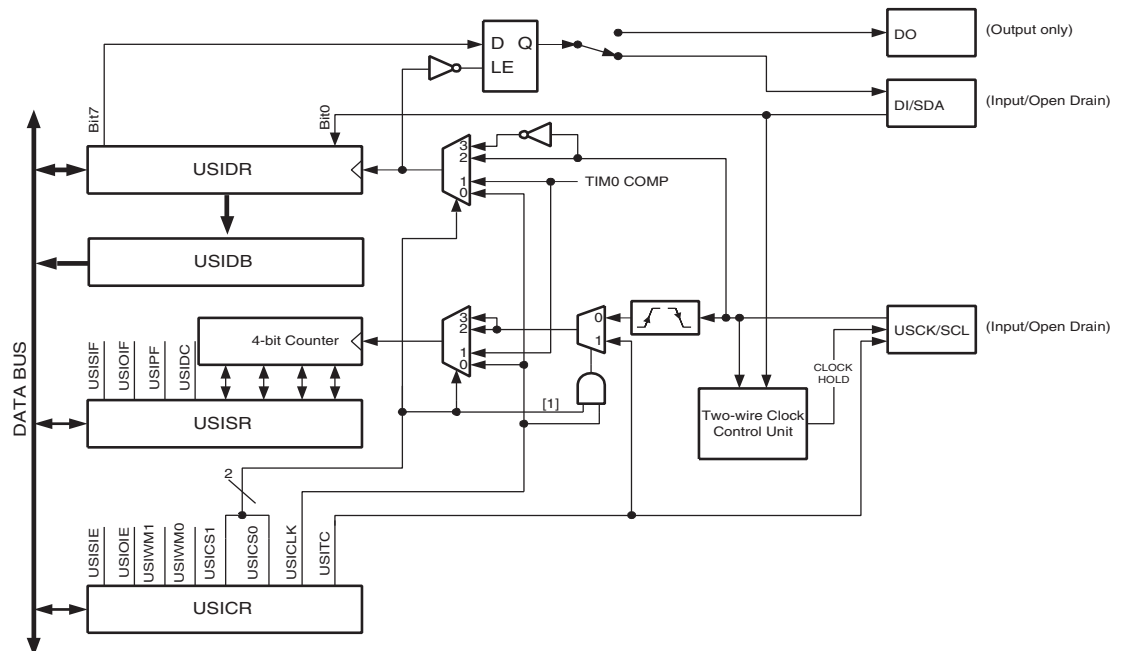 D Q
LE
DO
(Output only)
DI/SDA
(Input/Open Drain)
Bit7
Bit0
USIDR
3
2
1
0
TIM0 COMP
USIDB
DATA BUS
4-bit Counter
3
2
1
0
0
1
USCK/SCL
(Input/Open Drain)
CLOCK
HOLD
USISIF
USIOIF
USIPF
USIDC
[1]
USISR
Two-wire Clock
Control Unit
2
USISIE
USIOIE
USIWM1
USIWM0
USICS1
USICS0
USICLK
USITC
USICR